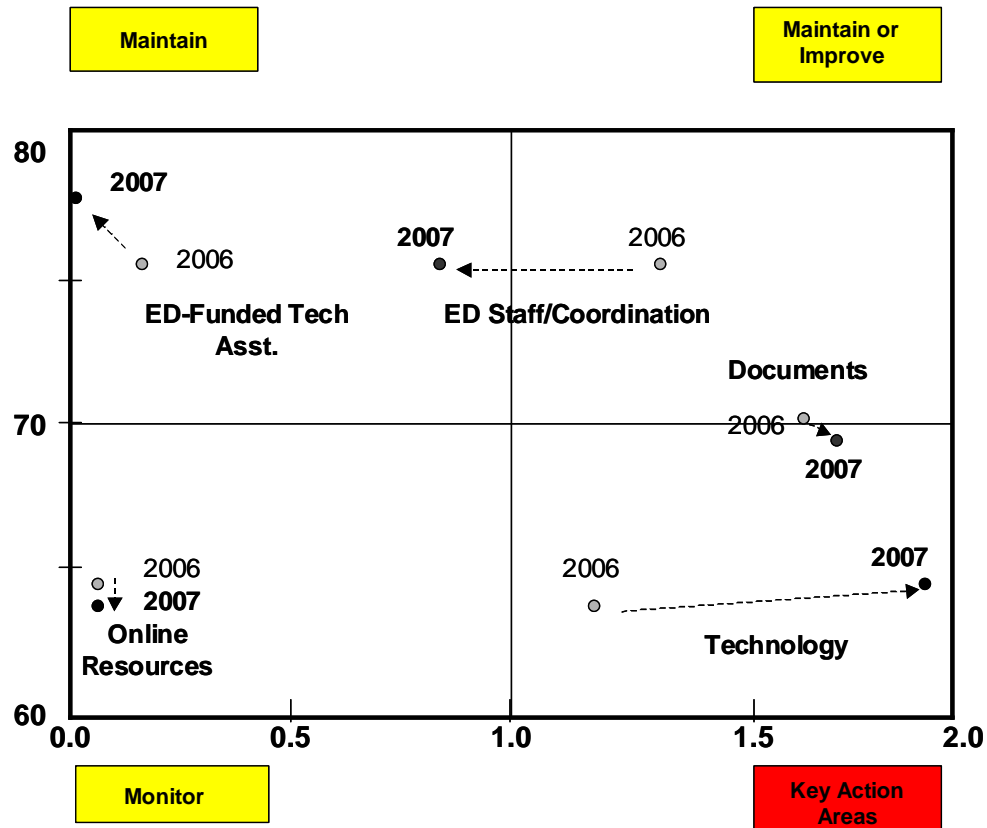 Maintain
Maintain or
Improve
80
2007
2006
2007
2006
ED-Funded Tech
Asst.
ED Staff/Coordination
Documents
70
2006
2007
2006
2007
Online
Resources
2006
2007
Technology
60
0.0 0.5 1.0 1.5 2.0
Monitor
Key Action
Areas